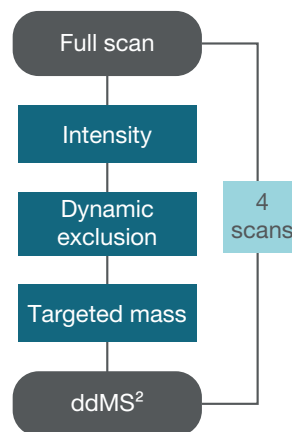 Full scan
Intensity
Dynamic
exclusion
4
scans
Targeted mass
ddMS²